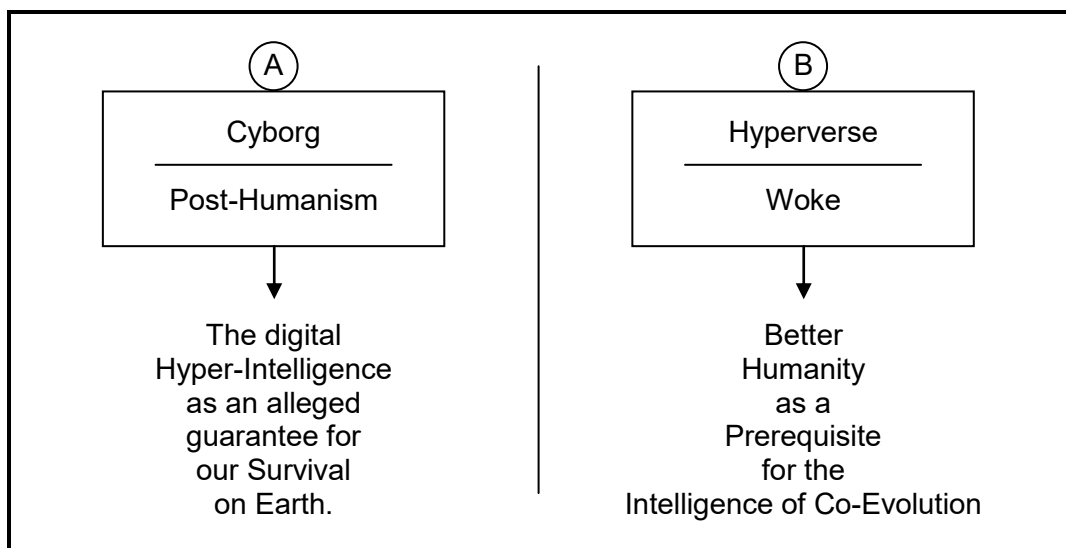 A
Cyborg
Post-Humanism
The digital
Hyper-Intelligence
as an alleged
guarantee for
our Survival
on Earth.
B
Hyperverse
Woke
Better
Humanity
as a
Prerequisite
for the
Intelligence of Co-Evolution